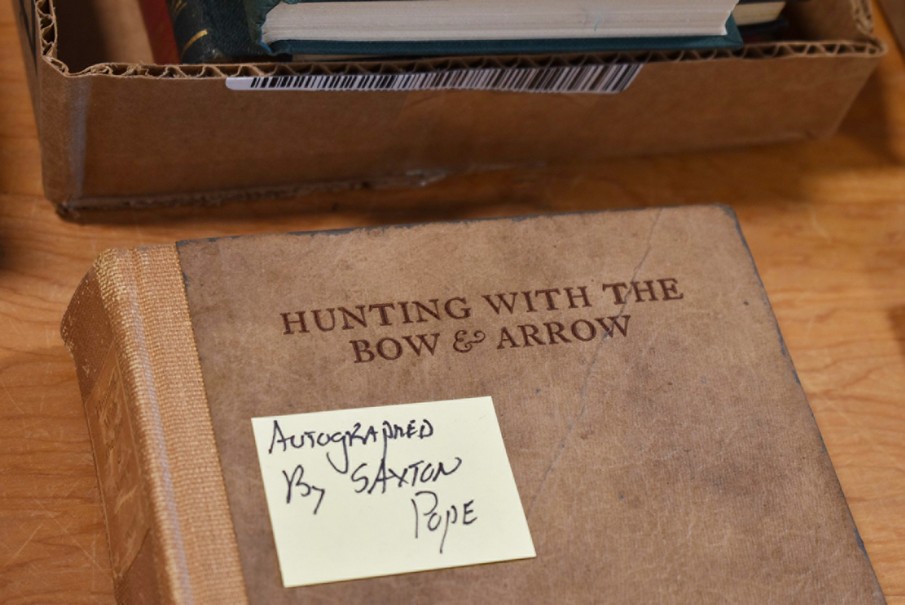 HUNTING WITH THE
BOW & ARROW
AUTOGRAPHED
By SAXTON
POPE